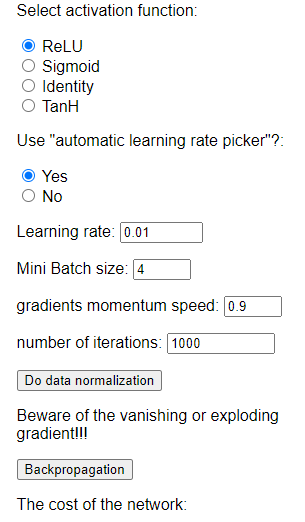 Select activation function:
ReLU
Sigmoid
Identity
TanH
Use "automatic learning rate picker"?:
Yes
No
Learning rate: 0.01
Mini Batch size: 4
gradients momentum speed: 0.9
number of iterations: 1000
Do data normalization
Beware of the vanishing or exploding
gradient!!!
Backpropagation
The cost of the network: